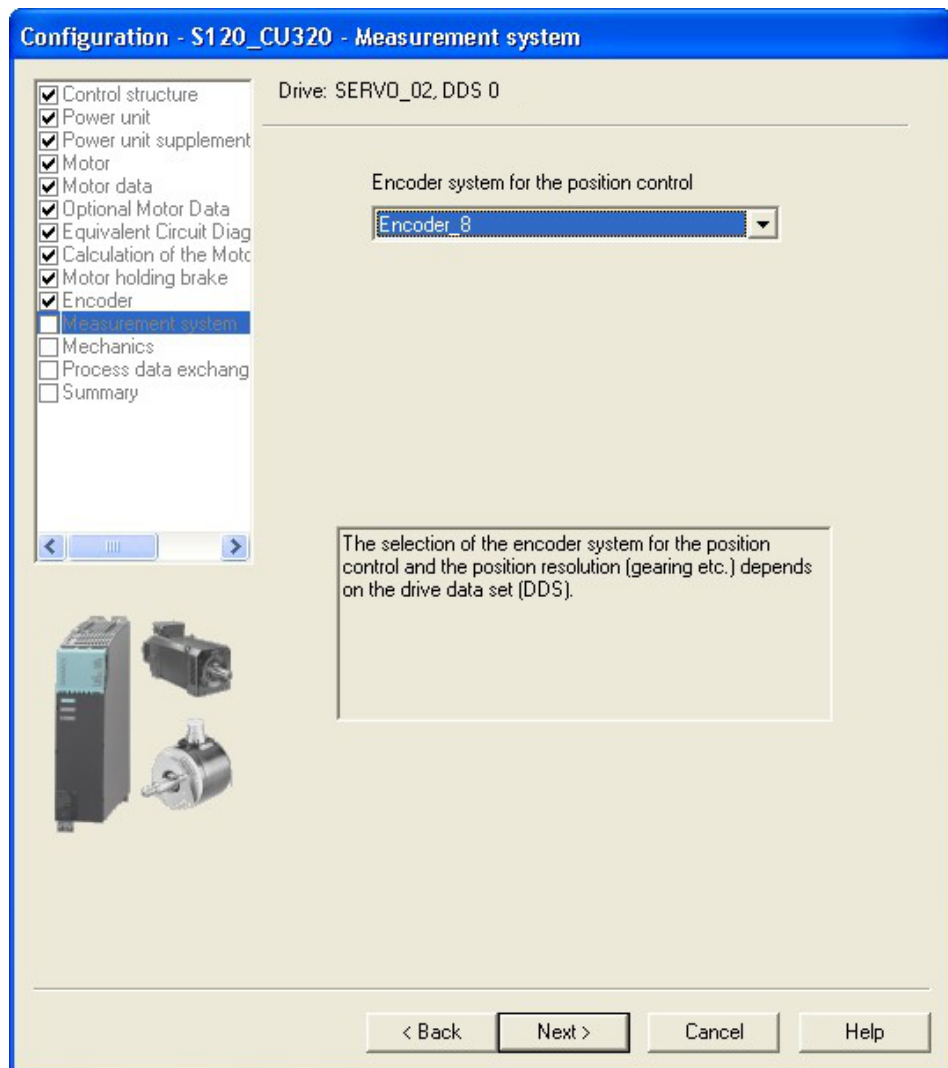 Configuration - S120_CU320 - Measurement system
Control structure
Power unit
Power unit supplement
Motor
Motor data
Optional Motor Data
Equivalent Circuit Diag
Calculation of the Moto
Motor holding brake
Encoder
Measurement system
Mechanics
Process data exchang
Summary
Drive: SERVO_02, DDS 0
Encoder system for the position control
Encoder_8
The selection of the encoder system for the position
control and the position resolution (gearing etc.) depends
on the drive data set (DDS).
< Back
Next >
Cancel
Help